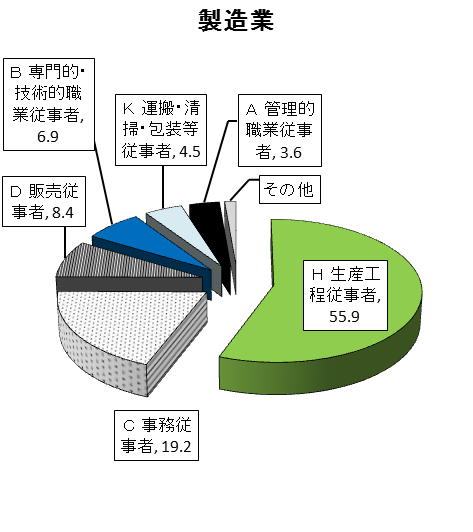 製造業
Ｂ 専門的・
技術的職
業従事者,
6.9
Ｋ 運搬・清
掃・包装等
従事者, 4.5
Ａ 管理的
職業従事
者, 3.6
その他
Ｄ 販売従
事者, 8.4
Ｈ 生産工
程従事者,
55.9
Ｃ 事務従
事者, 19.2